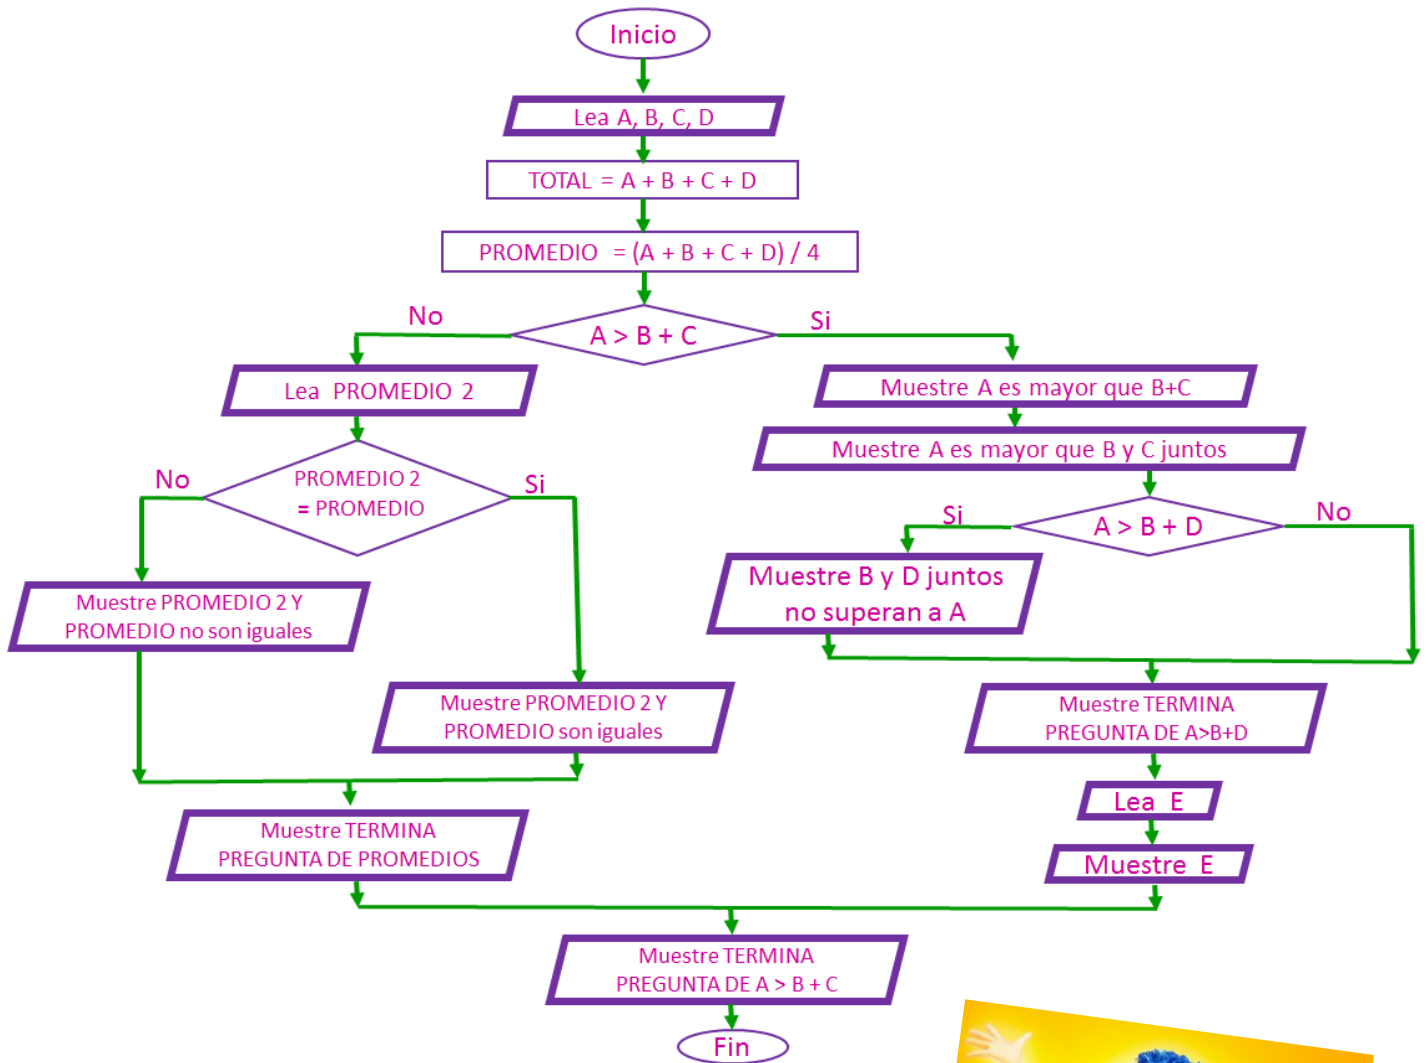 Inicio
Lea A, B, C, D
TOTAL = A + B + C + D
PROMEDIO = (A + B + C + D) / 4
A > B + C
No
Si
Lea PROMEDIO 2
PROMEDIO 2
= PROMEDIO
No
Si
Muestre PROMEDIO 2 Y
PROMEDIO no son iguales
Muestre PROMEDIO 2 Y
PROMEDIO son iguales
Muestre TERMINA
PREGUNTA DE PROMEDIOS
Muestre A es mayor que B+C
Muestre A es mayor que B y C juntos
A > B + D
Si
No
Muestre B y D juntos
no superan a A
Muestre TERMINA
PREGUNTA DE A>B+D
Lea E
Muestre E
Muestre TERMINA
PREGUNTA DE A > B + C
Fin